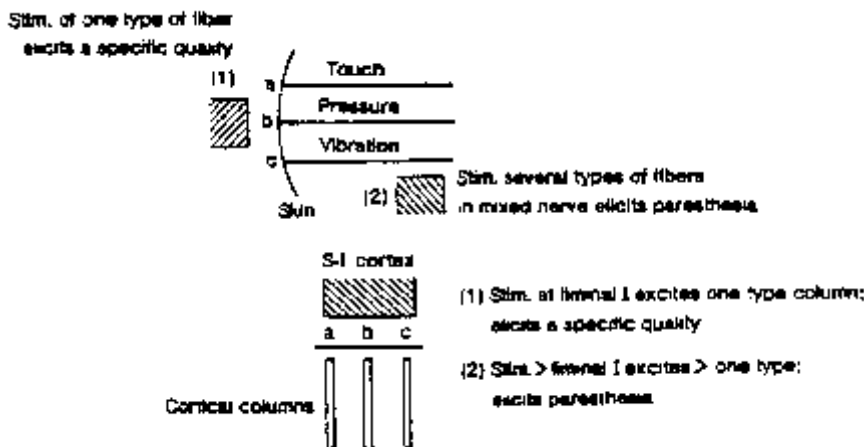 Stim. of one type of fiber
excits a specific quality
(1)
a
Touch
Pressure
b
Vibration
c
Skin
(2)
Stim. several types of fibers
in mixed nerve elicits paresthesia
S-I cortex
a b c
Cortical columns
(1) Stim. at liminal I excites one type column;
excits a specific quality
(2) Stim. > liminal I excites > one type;
excits paresthesia